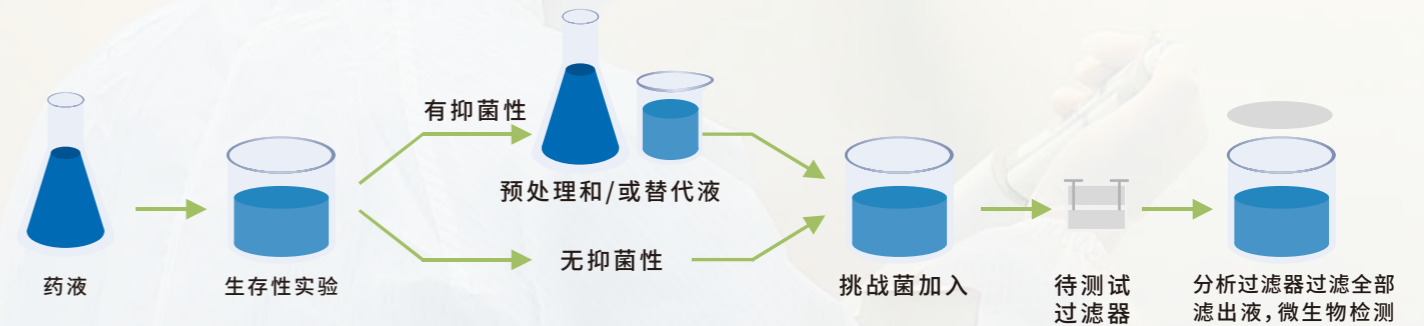 药液
生存性实验
有抑菌性
预处理和/或替代液
无抑菌性
挑战菌加入
待测试
过滤器
分析过滤器过滤全部
滤出液,微生物检测